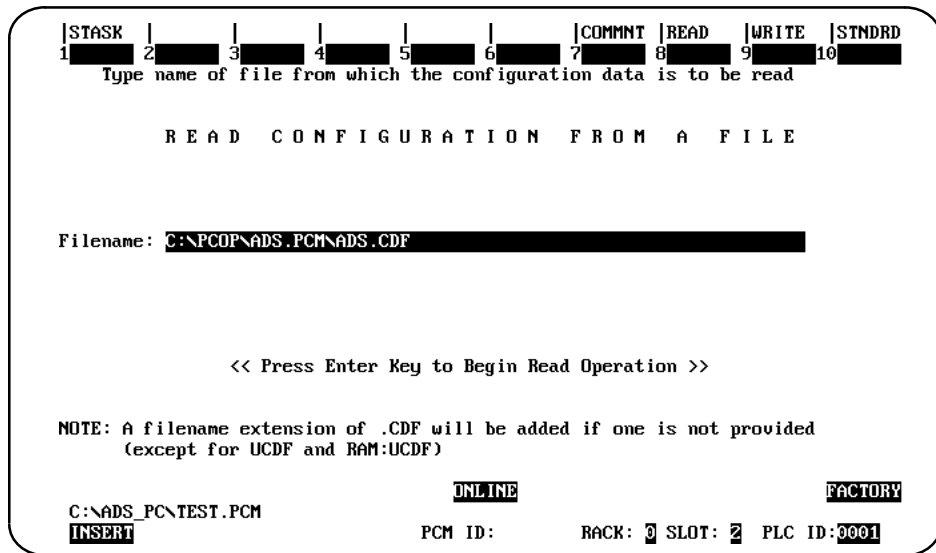 |STASK | | | | | |COMMNT |READ |WRITE |STNDRD
1 2 3 4 5 6 7 8 9 10
Type name of file from which the configuration data is to be read
R E A D C O N F I G U R A T I O N F R O M A F I L E
Filename: C:\PCOP\ADS.PCM\ADS.CDF
<< Press Enter Key to Begin Read Operation >>
NOTE: A filename extension of .CDF will be added if one is not provided
(except for UCDF and RAM:UCDF)
ONLINE FACTORY
C:\ADS_PC\TEST.PCM
INSERT PCM ID: RACK: 0 SLOT: 2 PLC ID:0001